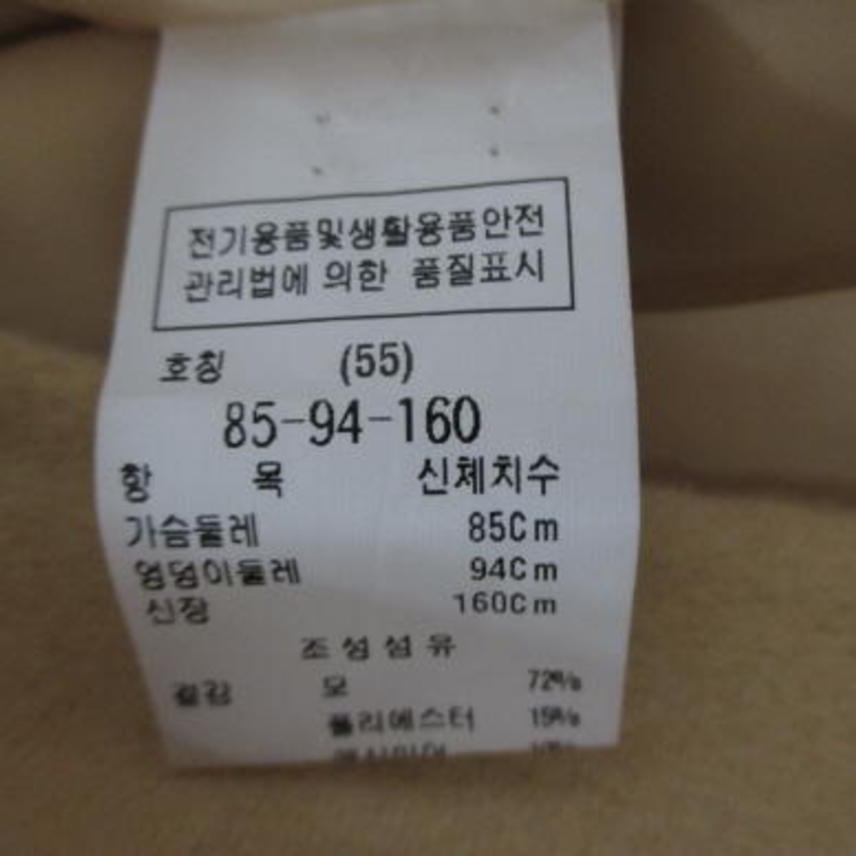 전기용품및생활용품안전
관리법에 의한 품질표시
호칭 (55)
85-94-160
항 목 신체치수
가슴둘레 85Cm
엉덩이둘레 94Cm
신장 160Cm
조성섬유
겉감 모 72%
폴리에스터 15%